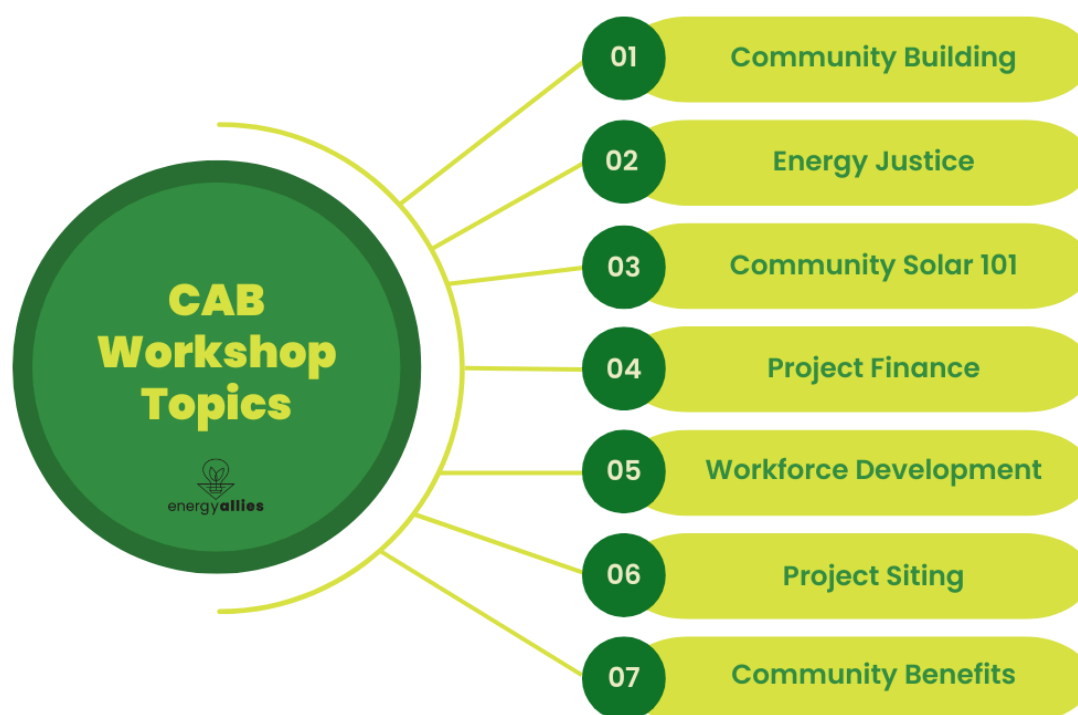 CAB
Workshop
Topics
energyallies
01 Community Building
02 Energy Justice
03 Community Solar 101
04 Project Finance
05 Workforce Development
06 Project Siting
07 Community Benefits